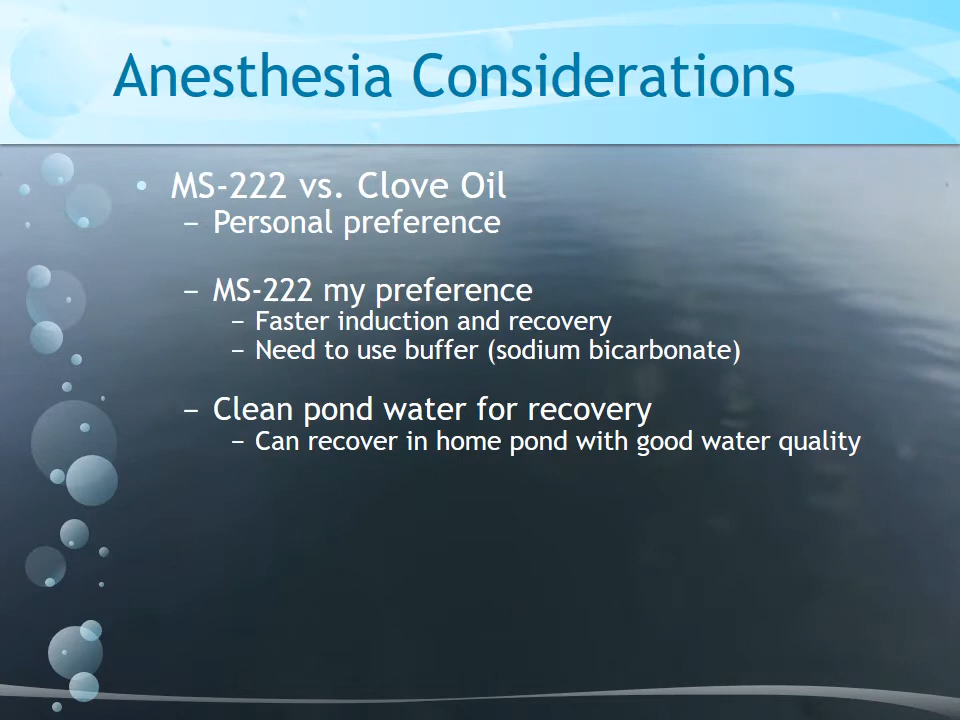 Anesthesia Considerations
• MS-222 vs. Clove Oil
– Personal preference
– MS-222 my preference
– Faster induction and recovery
– Need to use buffer (sodium bicarbonate)
– Clean pond water for recovery
– Can recover in home pond with good water quality